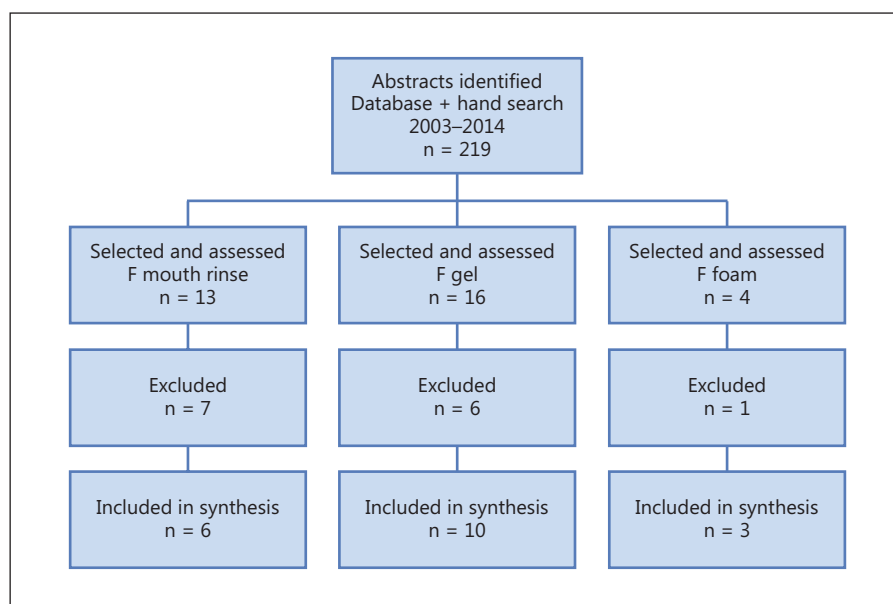 Abstracts identified
Database + hand search
2003–2014
n = 219
Selected and assessed
F mouth rinse
n = 13
Selected and assessed
F gel
n = 16
Selected and assessed
F foam
n = 4
Excluded
n = 7
Excluded
n = 6
Excluded
n = 1
Included in synthesis
n = 6
Included in synthesis
n = 10
Included in synthesis
n = 3